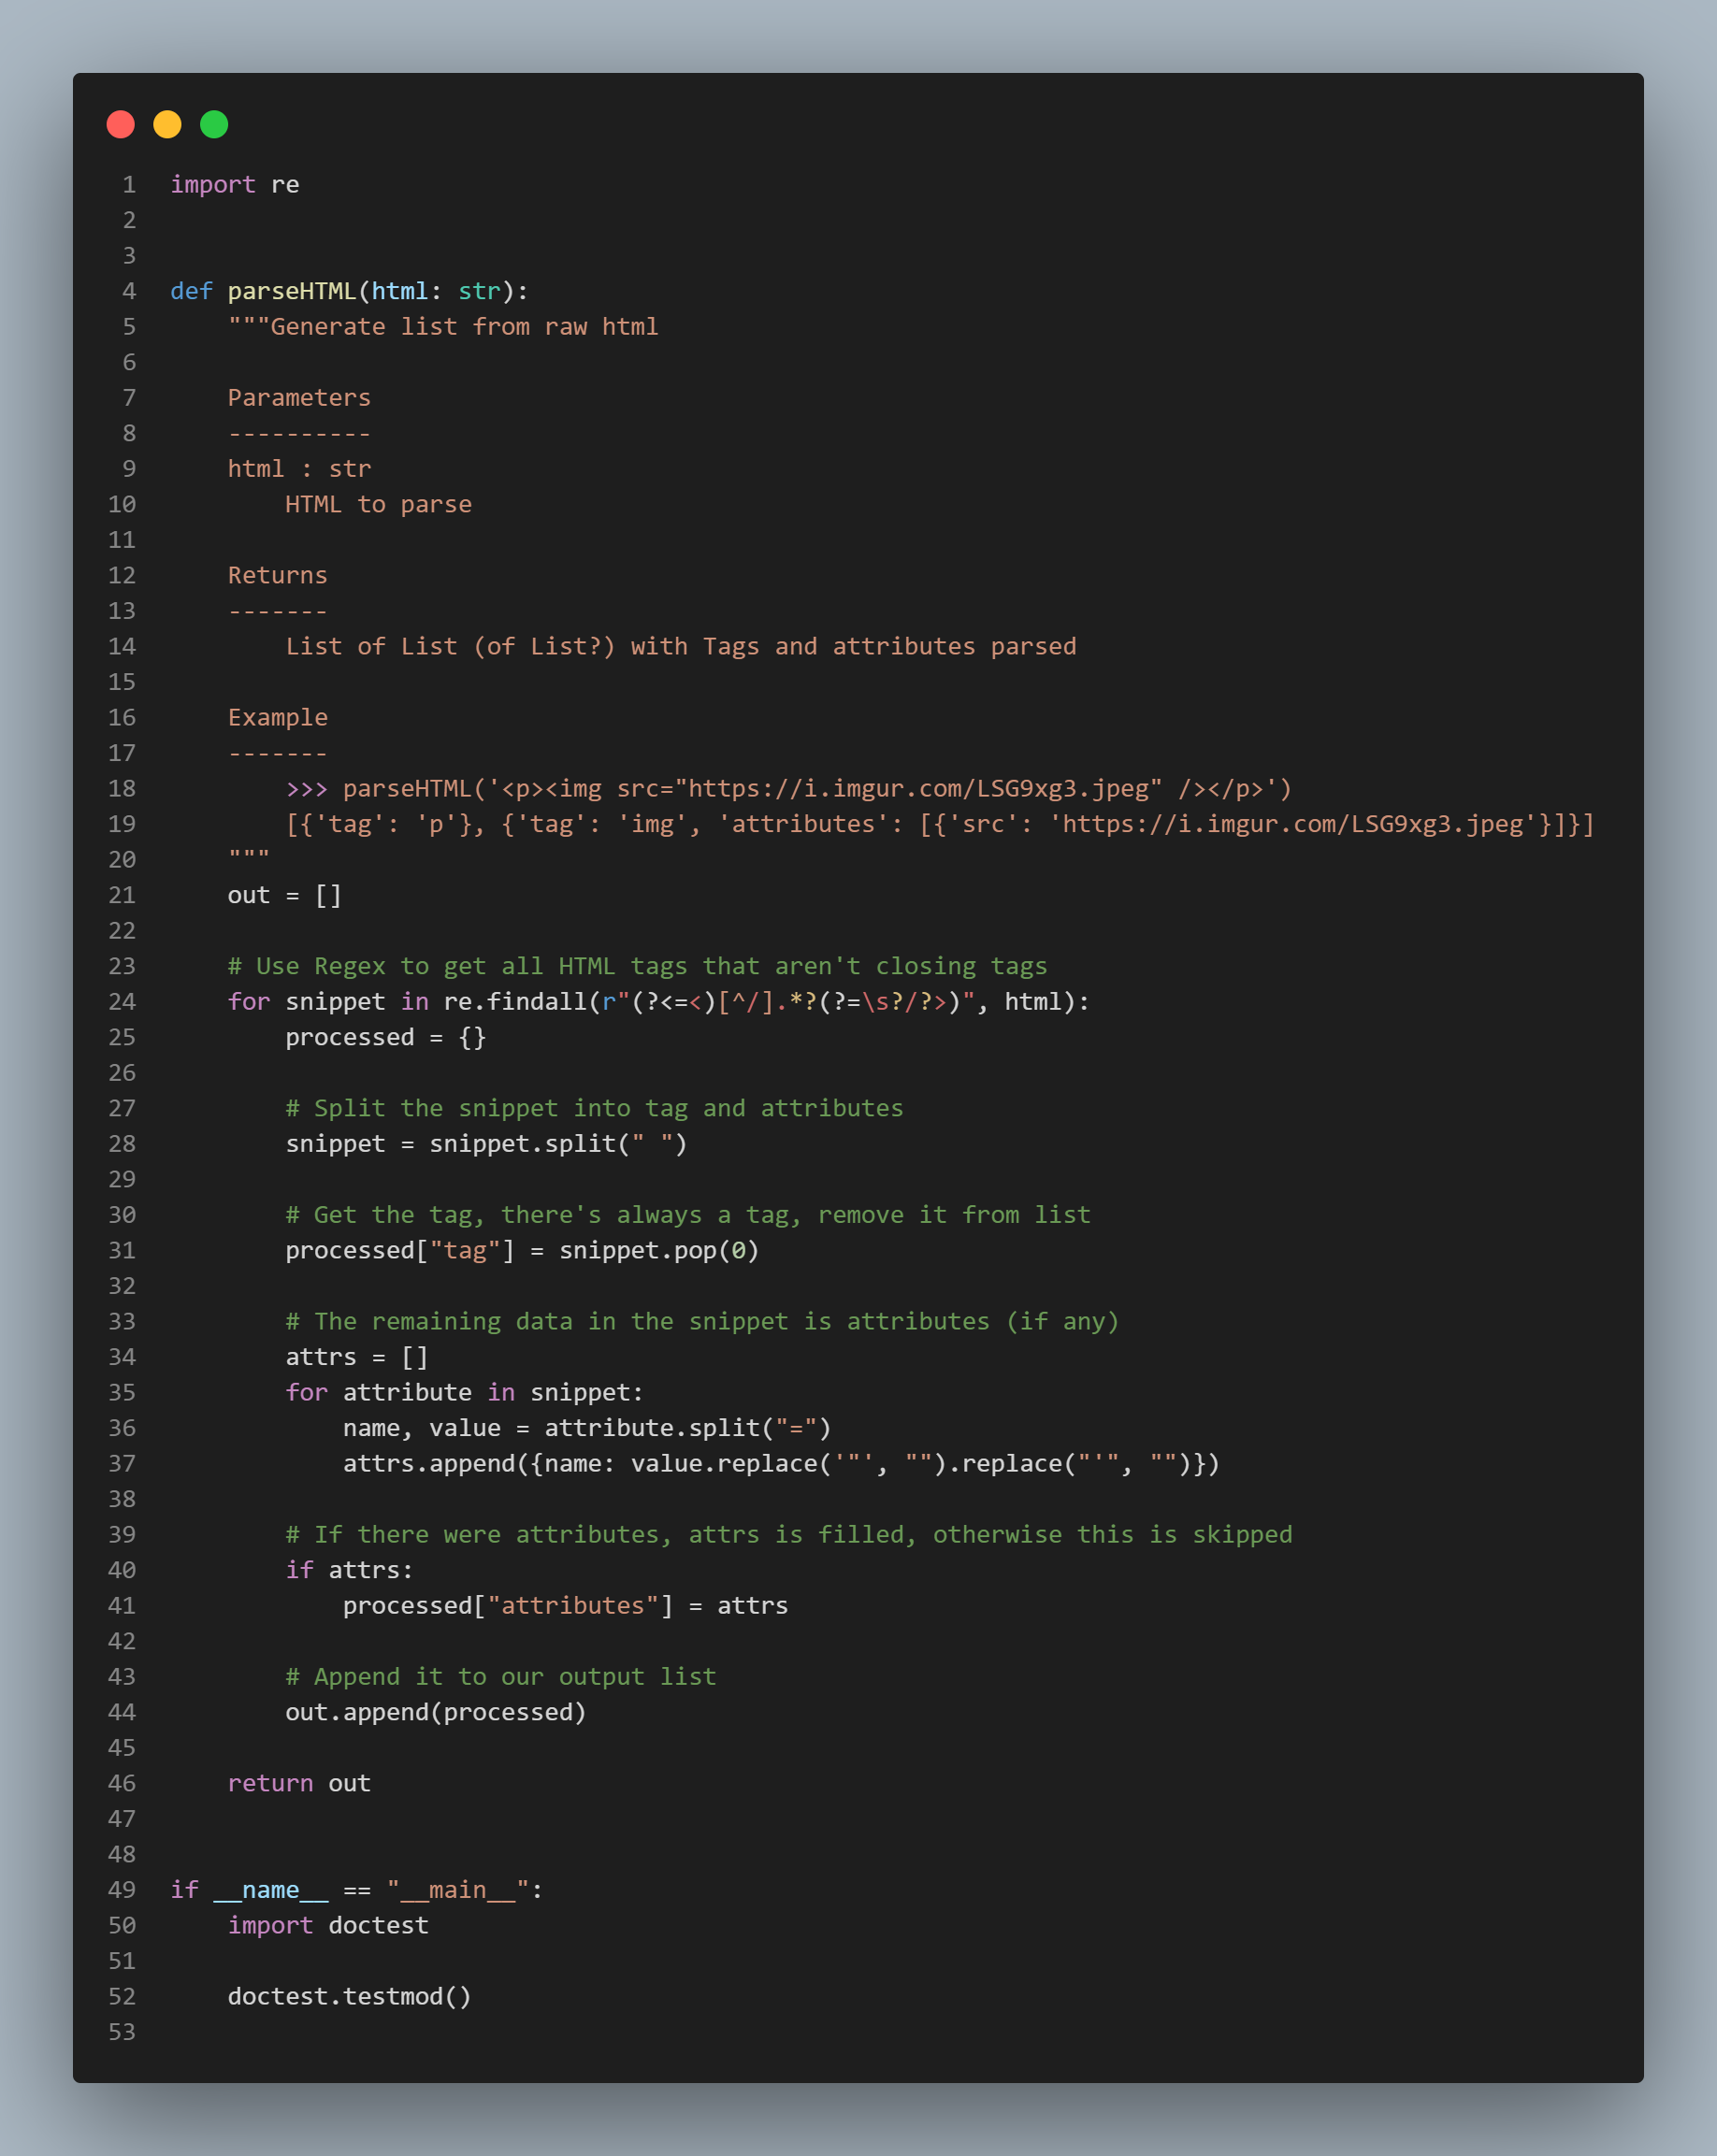 1 import re
2
3
4 def parseHTML(html: str):
5     """Generate list from raw html
6
7     Parameters
8     ----------
9     html : str
10         HTML to parse
11
12     Returns
13     -------
14         List of List (of List?) with Tags and attributes parsed
15
16     Example
17     -------
18         >>> parseHTML('<p><img src="https://i.imgur.com/LSG9xg3.jpeg" /></p>')
19         [{'tag': 'p'}, {'tag': 'img', 'attributes': [{'src': 'https://i.imgur.com/LSG9xg3.jpeg'}]}]
20     """
21     out = []
22
23     # Use Regex to get all HTML tags that aren't closing tags
24     for snippet in re.findall(r"(?<=<)[^/].*?(?=\s?/?>)", html):
25         processed = {}
26
27         # Split the snippet into tag and attributes
28         snippet = snippet.split(" ")
29
30         # Get the tag, there's always a tag, remove it from list
31         processed["tag"] = snippet.pop(0)
32
33         # The remaining data in the snippet is attributes (if any)
34         attrs = []
35         for attribute in snippet:
36             name, value = attribute.split("=")
37             attrs.append({name: value.replace('"', "").replace("'", "")})
38
39         # If there were attributes, attrs is filled, otherwise this is skipped
40         if attrs:
41             processed["attributes"] = attrs
42
43         # Append it to our output list
44         out.append(processed)
45
46     return out
47
48
49 if __name__ == "__main__":
50     import doctest
51
52     doctest.testmod()
53